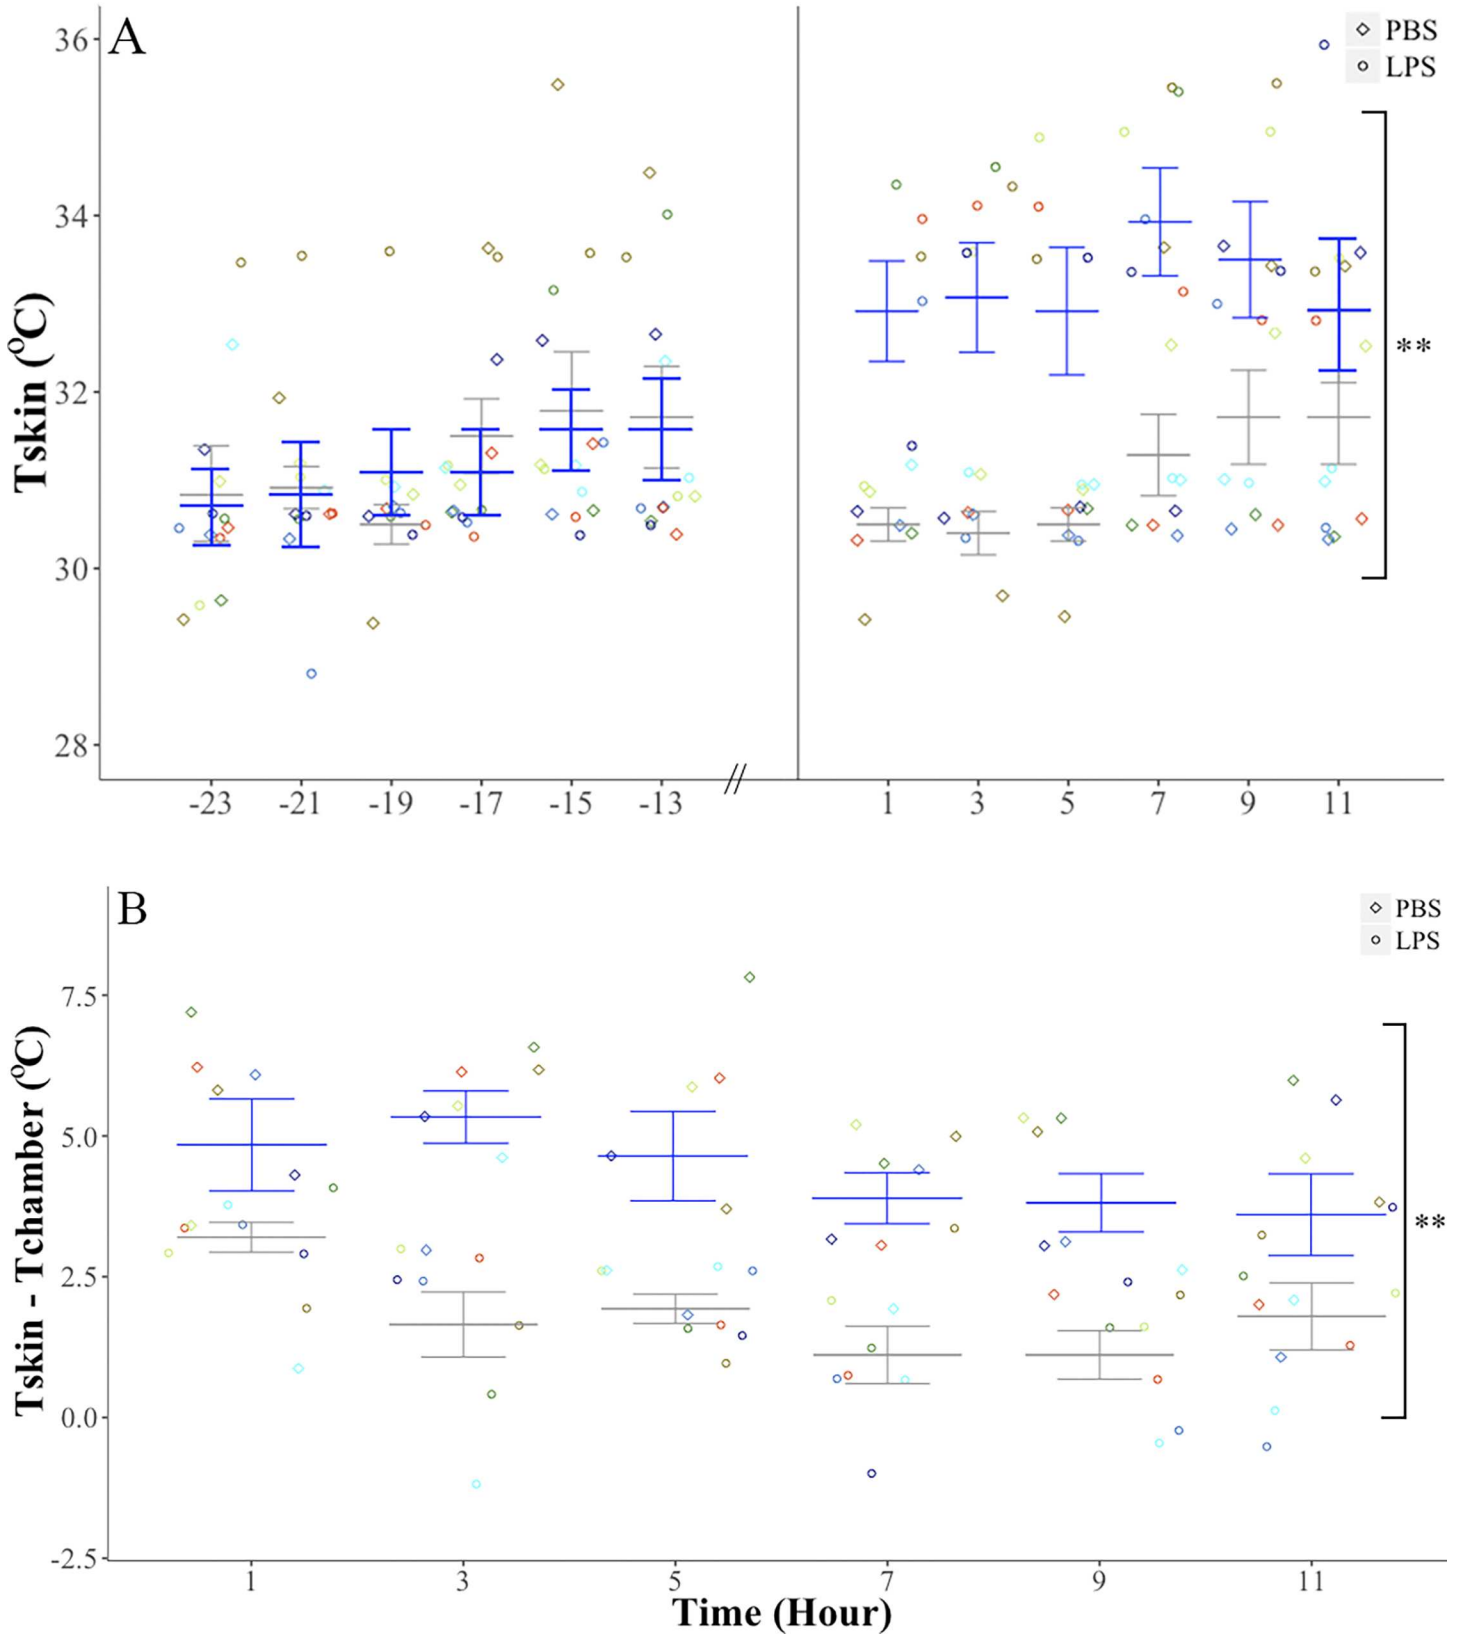 A
PBS
LPS
36
34
32
30
28
Tskin (°C)
**
-23 -21 -19 -17 -15 -13 // 1 3 5 7 9 11
B
PBS
LPS
7.5
5.0
2.5
0.0
-2.5
Tskin - Tchamber (°C)
**
1 3 5 7 9 11
Time (Hour)